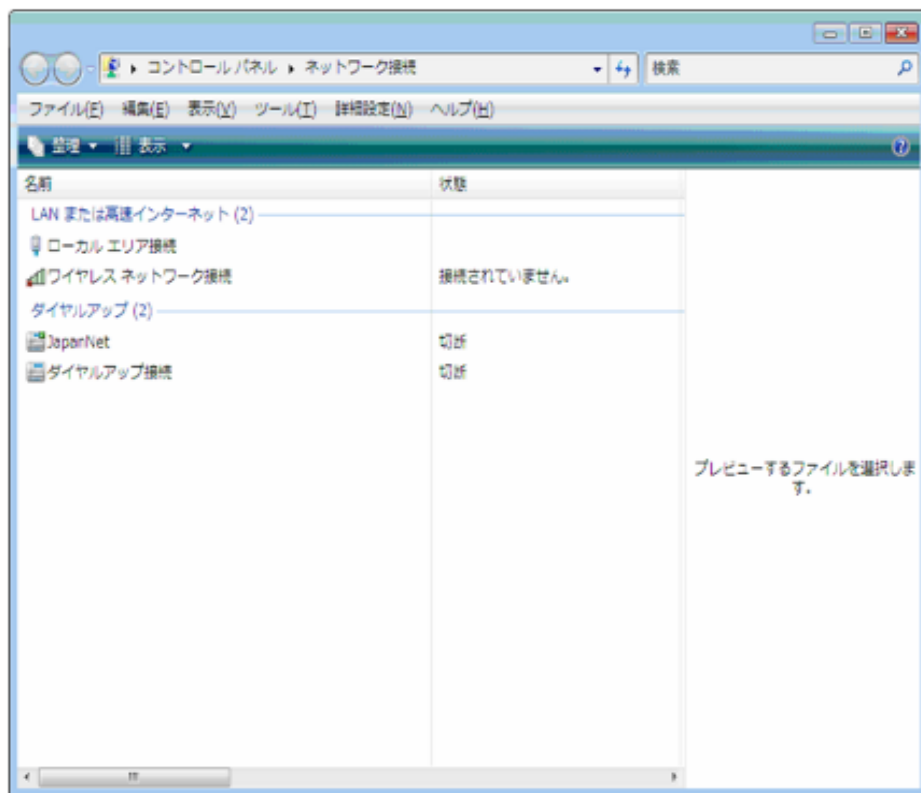 コントロール パネル ネットワーク接続 検索
ファイル(F) 編集(E) 表示(V) ツール(T) 詳細設定(N) ヘルプ(H)
整理 表示
名前 状態
LAN または高速インターネット (2)
ローカル エリア接続
ワイヤレス ネットワーク接続 接続されていません。
ダイヤルアップ (2)
JapanNet 切断
ダイヤルアップ接続 切断
プレビューするファイルを選択しま
す。